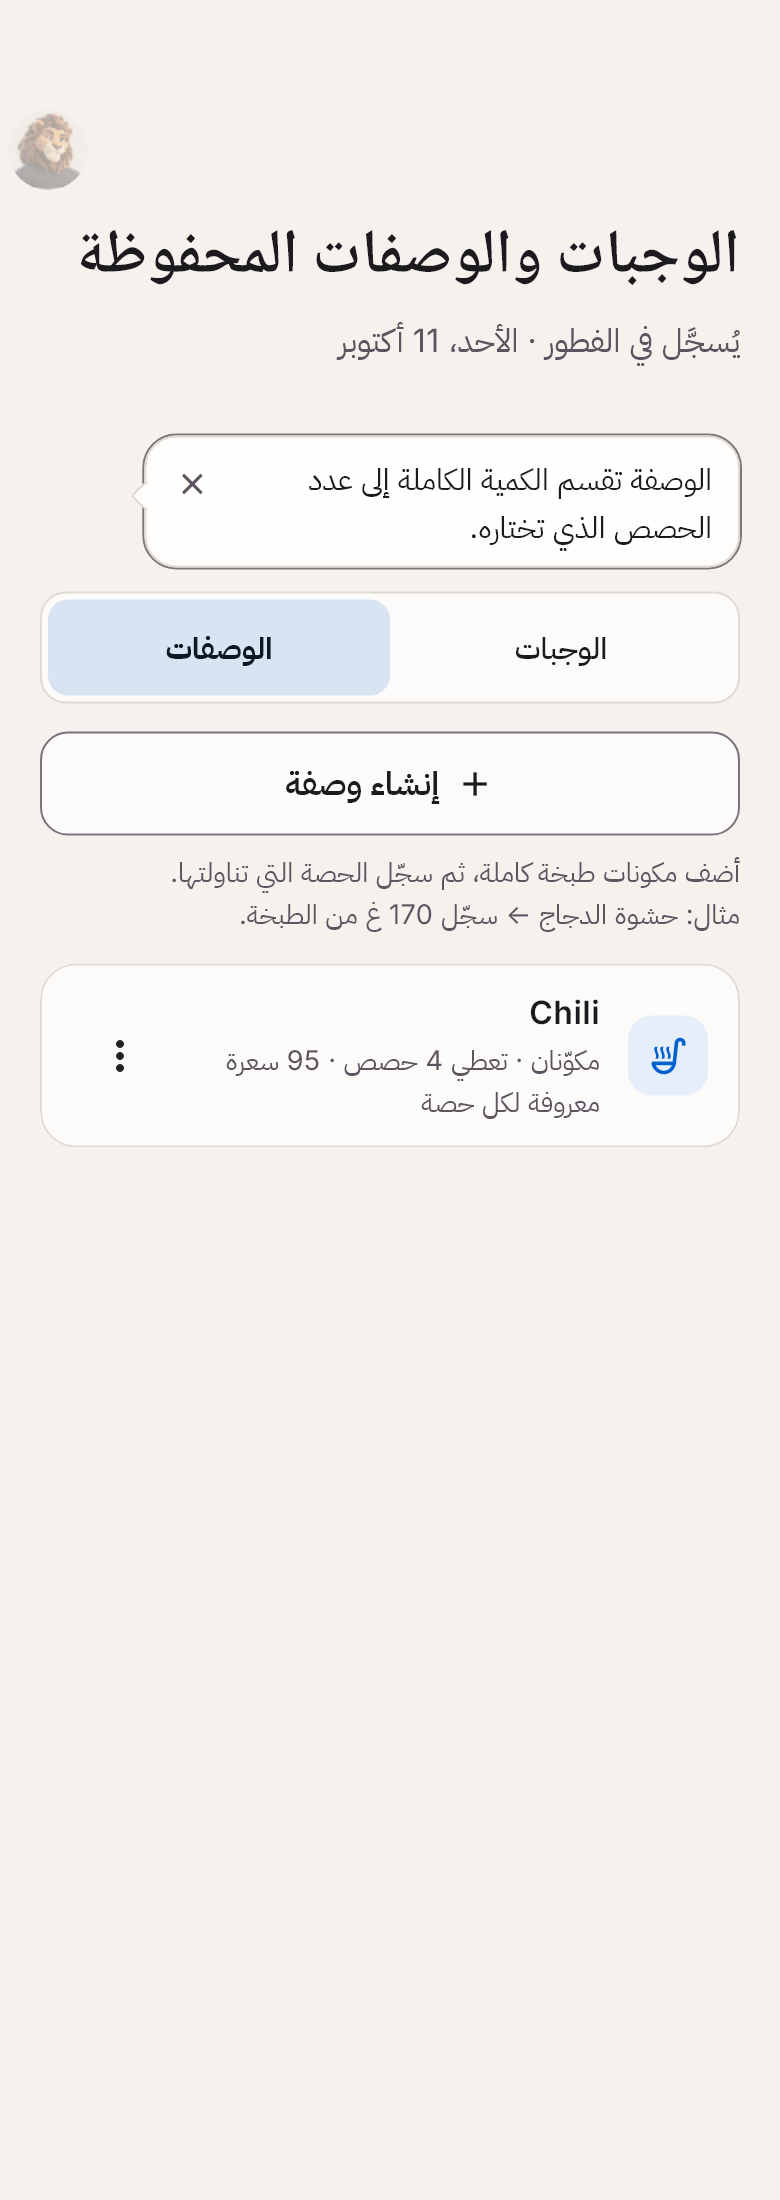 الوجبات والوصفات المحفوظة
يُسجَّل في الفطور · الأحد، 11 أكتوبر
الوصفة تقسم الكمية الكاملة إلى عدد
الحصص الذي تختاره.
الوجبات
الوصفات
إنشاء وصفة
أضف مكونات طبخة كاملة، ثم سجّل الحصة التي تناولتها.
مثال: حشوة الدجاج ← سجّل 170 غ من الطبخة.
Chili
مكوّنان · تعطي 4 حصص · 95 سعرة
معروفة لكل حصة